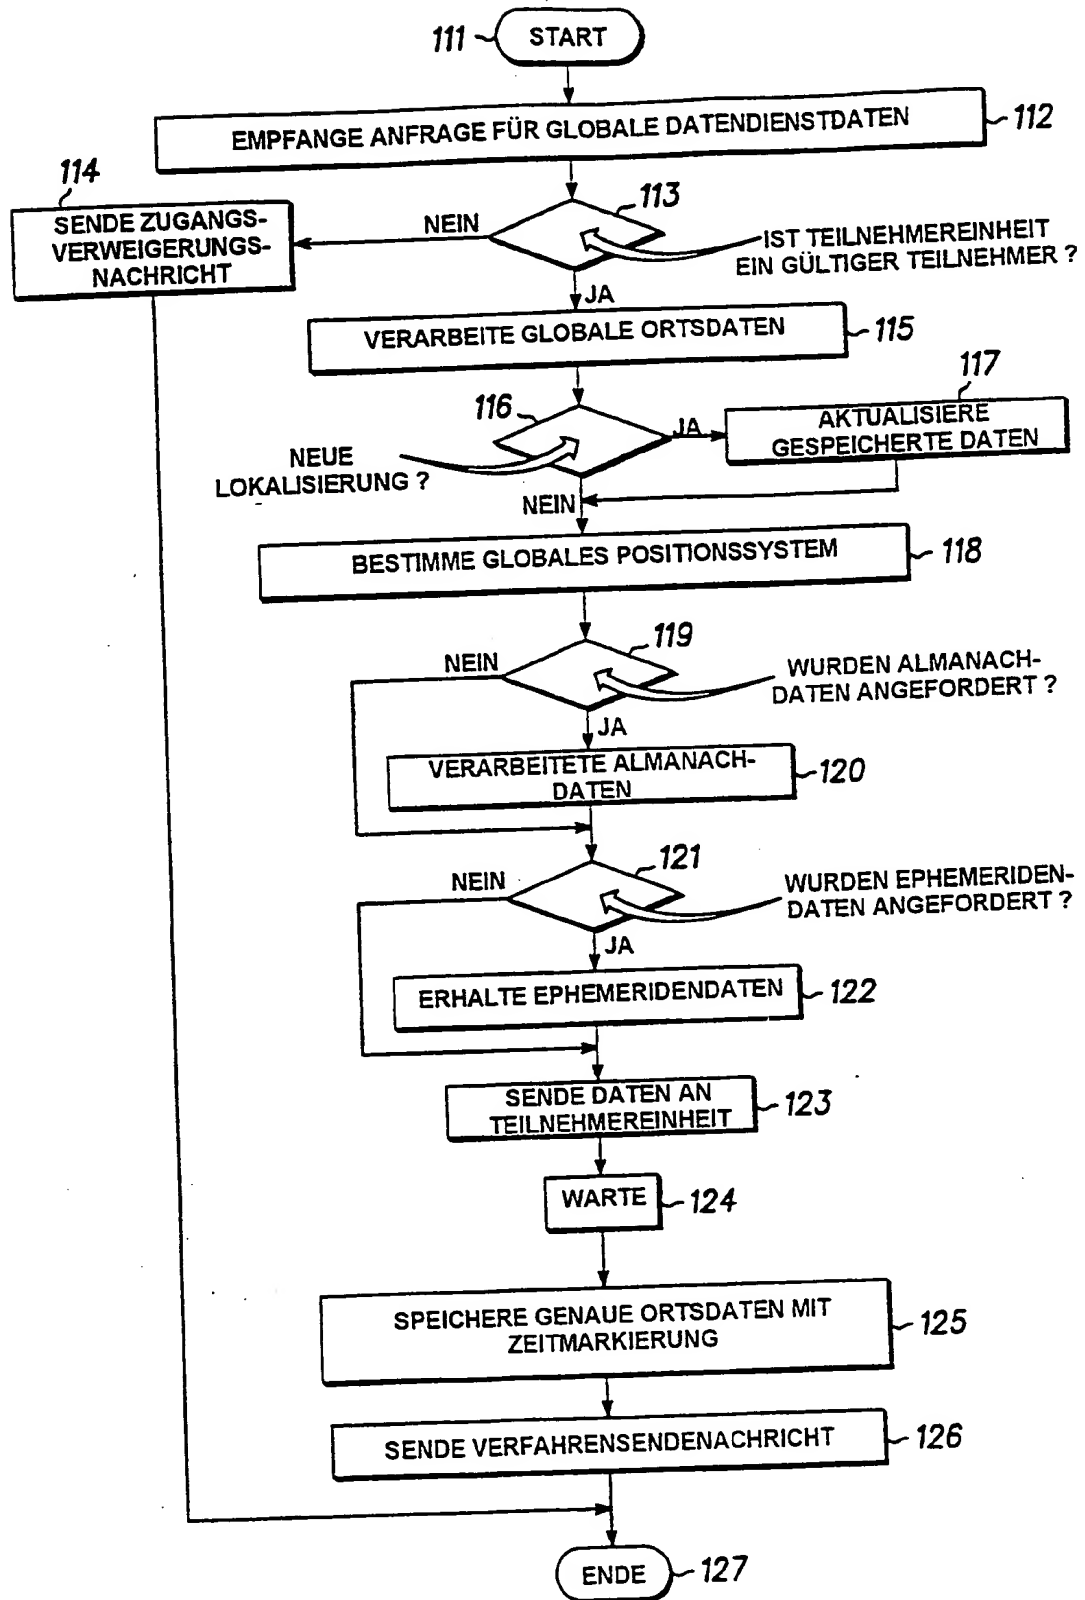 111
START
EMPFANGE ANFRAGE FÜR GLOBALE DATENDIENSTDATEN
112
114
SENDE ZUGANGS-
VERWEIGERUNGS-
NACHRICHT
NEIN
113
IST TEILNEHMEREINHEIT
EIN GÜLTIGER TEILNEHMER ?
JA
VERARBEITE GLOBALE ORTSDATEN
115
116
NEUE
LOKALISIERUNG ?
JA
117
AKTUALISIERE
GESPEICHERTE DATEN
NEIN
BESTIMME GLOBALES POSITIONSSYSTEM
118
NEIN
119
WURDEN ALMANACH-
DATEN ANGEFORDERT ?
JA
VERARBEITETE ALMANACH-
DATEN
120
NEIN
121
WURDEN EPHEMERIDEN-
DATEN ANGEFORDERT ?
JA
ERHALTE EPHEMERIDENDATEN
122
SENDE DATEN AN
TEILNEHMEREINHEIT
123
WARTE
124
SPEICHERE GENAUE ORTSDATEN MIT
ZEITMARKIERUNG
125
SENDE VERFAHRENSENDENACHRICHT
126
ENDE
127